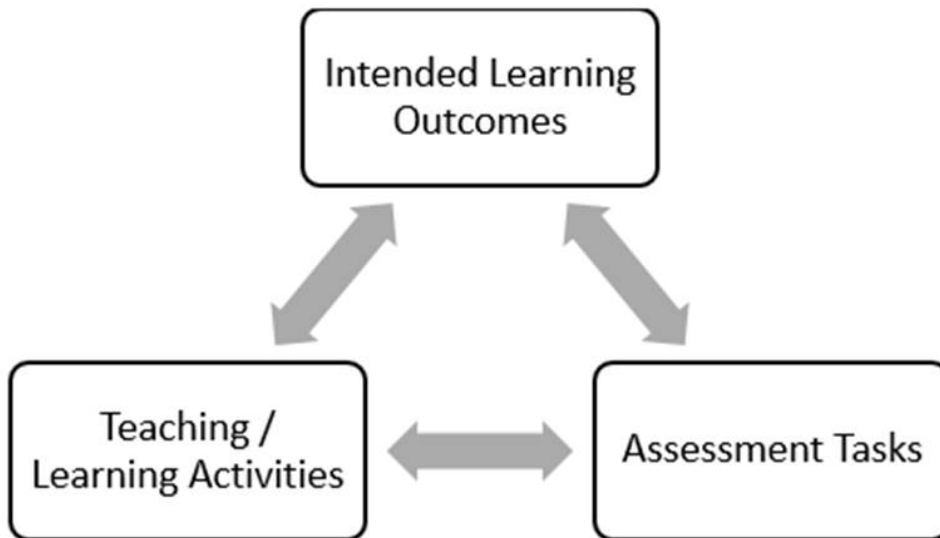 Intended Learning
Outcomes
Teaching /
Learning Activities
Assessment Tasks